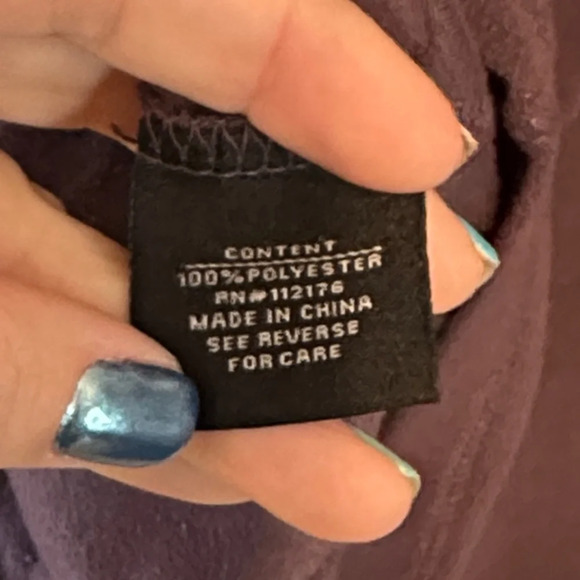 CONTENT
100%POLYESTER
RN#112176
MADE IN CHINA
SEE REVERSE
FOR CARE